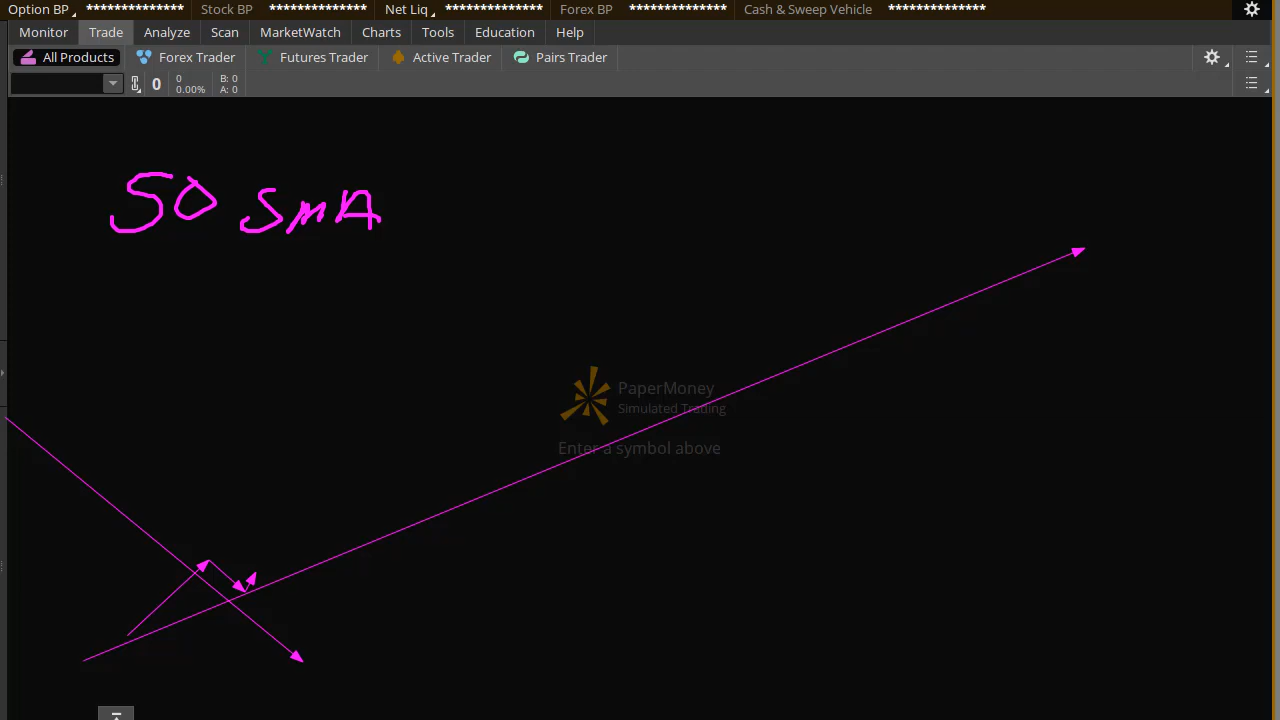 Option BP ************** Stock BP ************** Net Liq ************** Forex BP ************** Cash & Sweep Vehicle **************
Monitor Trade Analyze Scan MarketWatch Charts Tools Education Help
All Products Forex Trader Futures Trader Active Trader Pairs Trader
0 0 B: 0
0.00% A: 0
50 SMA
PaperMoney
Simulated Trading
Enter a symbol above